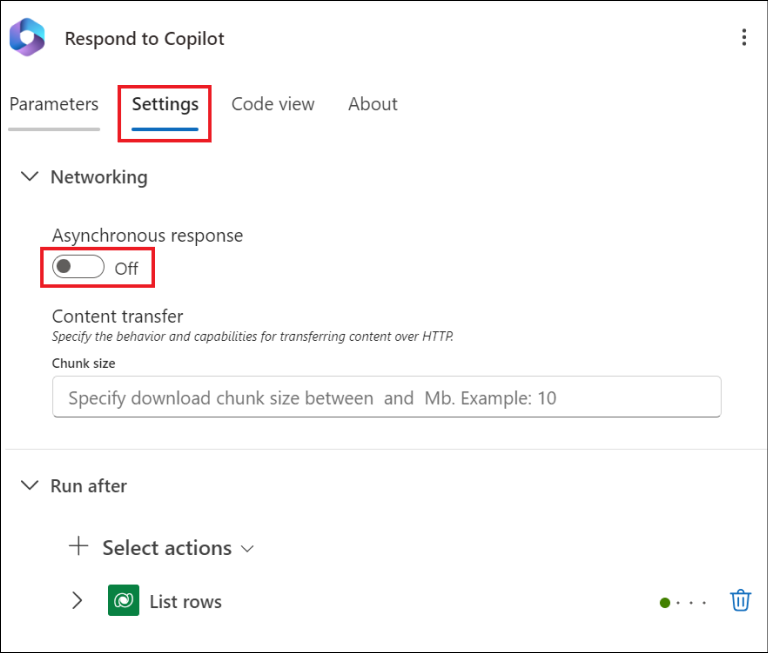 Respond to Copilot
Parameters Settings Code view About
Networking
Asynchronous response
Off
Content transfer
Specify the behavior and capabilities for transferring content over HTTP.
Chunk size
Specify download chunk size between  and  Mb. Example: 10
Run after
Select actions
List rows